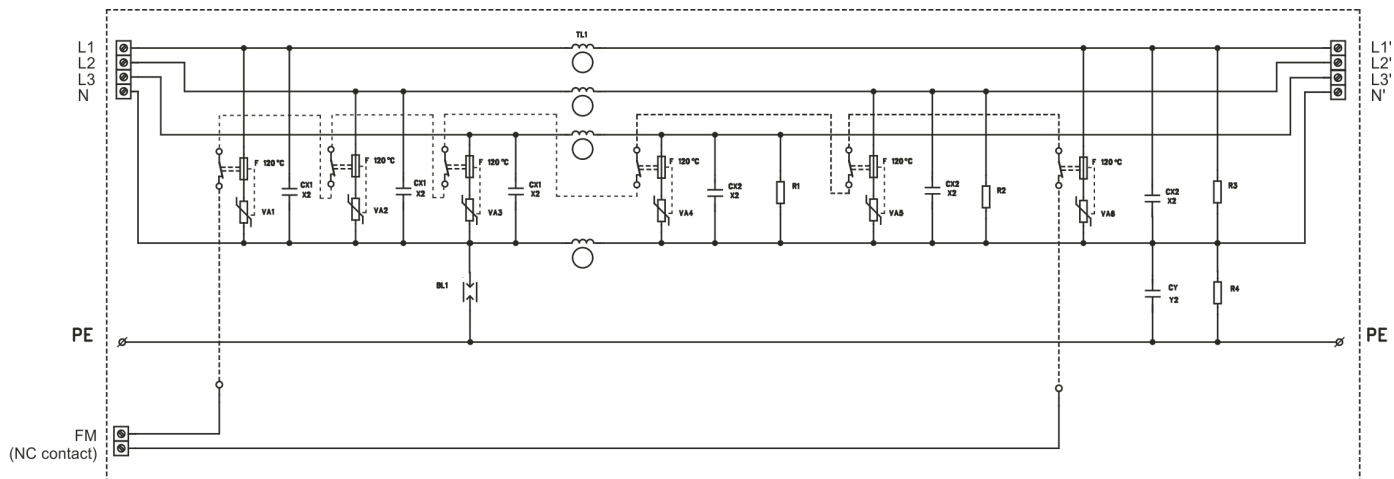 TL1
L1
L2
L3
N
L1'
L2'
L3'
N'
F 120°C
F 120°C
F 120°C
F 120°C
F 120°C
F 120°C
CX1
X2
CX1
X2
CX1
X2
CX2
X2
R1
CX2
X2
R2
CX2
X2
R3
VA1
VA2
VA3
VA4
VA5
VA6
BL1
CY
Y2
R4
PE
PE
FM
(NC contact)